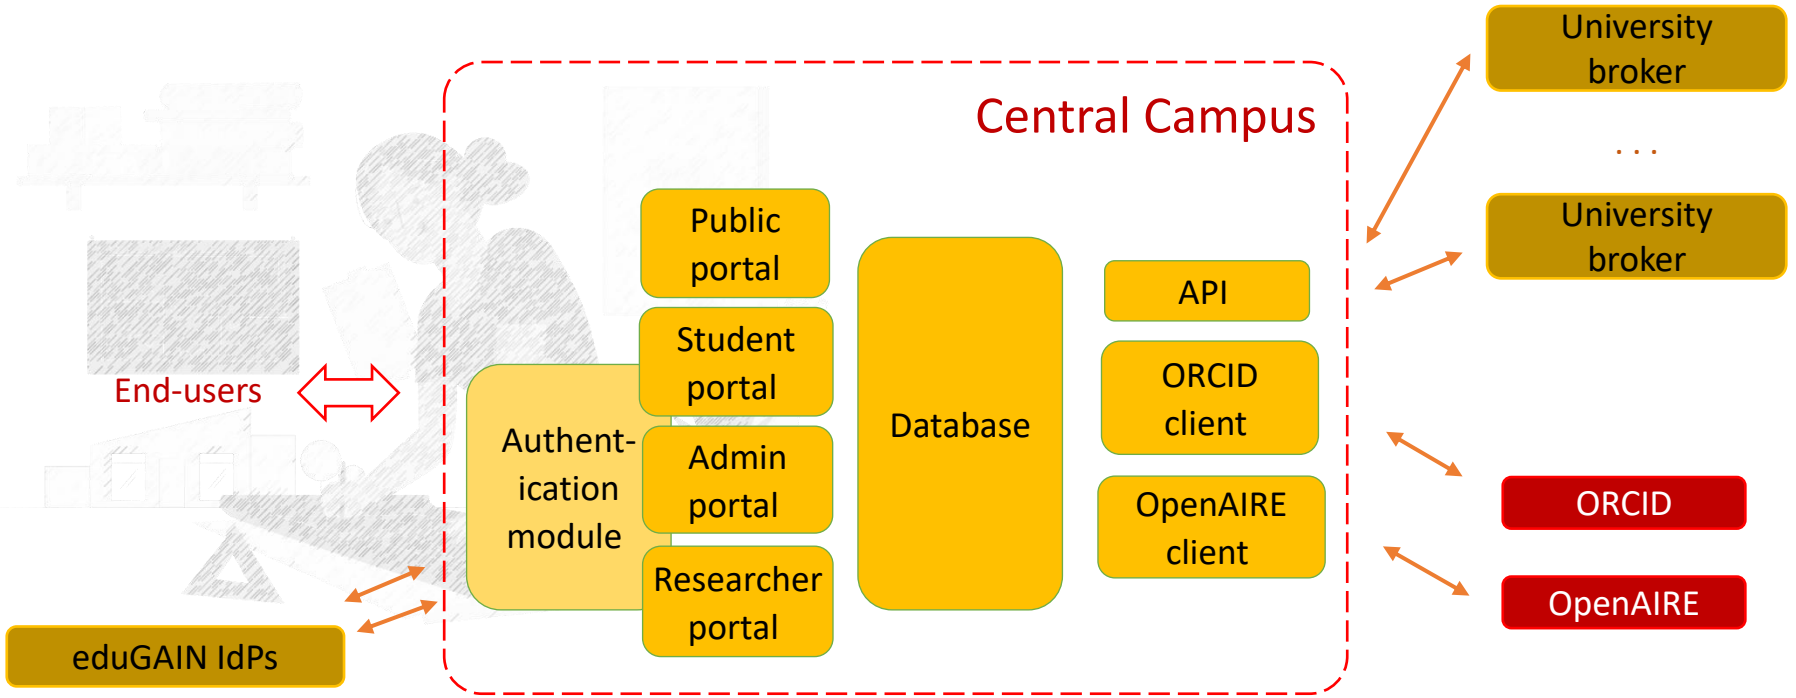 University
broker
Central Campus
. . .
University
broker
Public
portal
API
Student
portal
ORCID
client
End-users
Database
Authent-
ication
module
Admin
portal
OpenAIRE
client
ORCID
Researcher
portal
OpenAIRE
eduGAIN IdPs